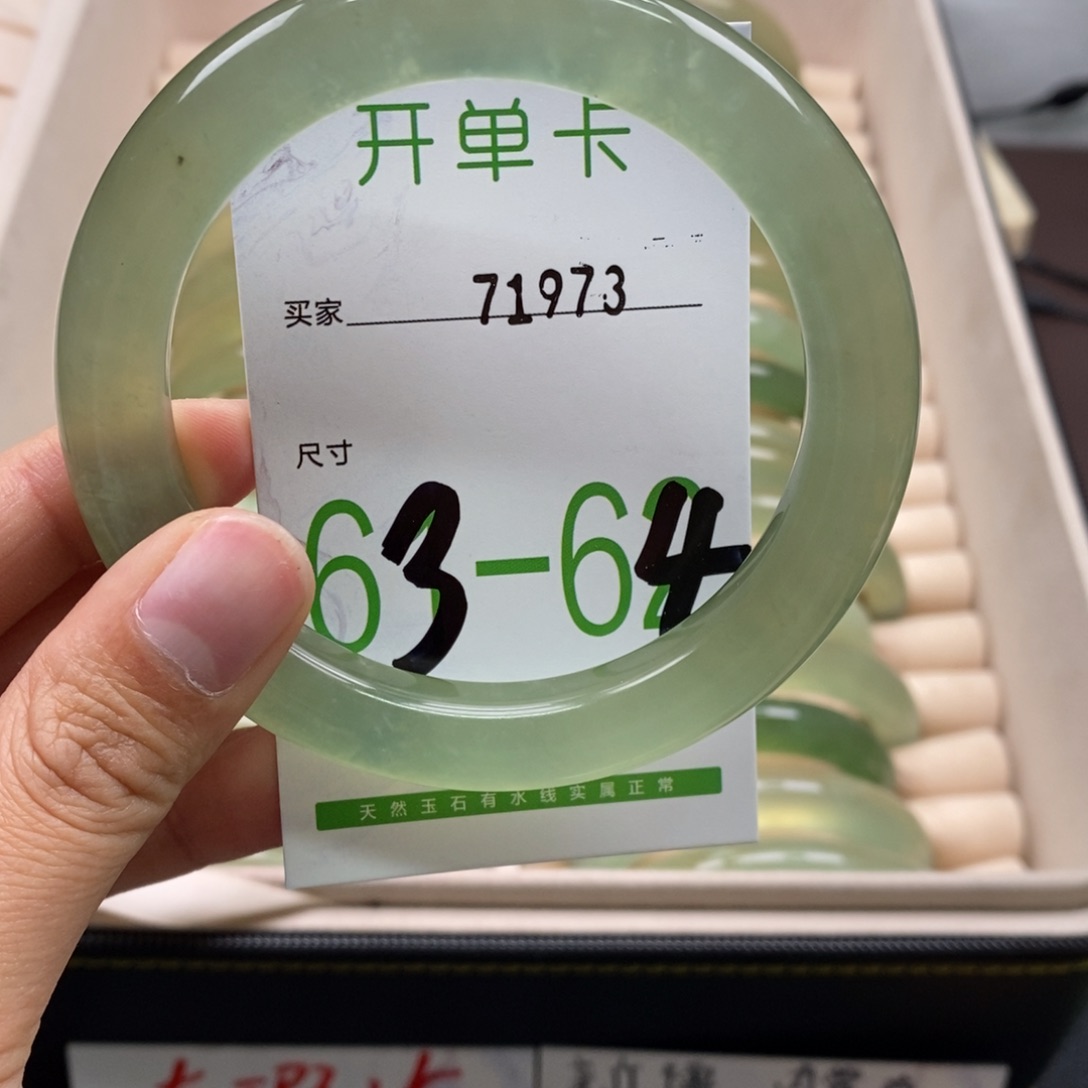 开单卡
买家 71973
尺寸
63-64
天然玉石有水线实属正常